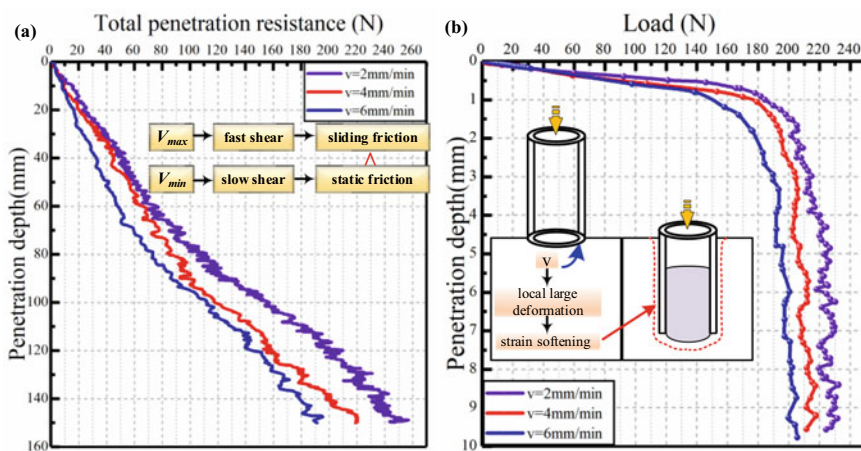 (a) Total penetration resistance (N)
0 20 40 60 80 100 120 140 160 180 200 220 240 260
Penetration depth(mm)
0
20
40
60
80
100
120
140
160
v=2mm/min
v=4mm/min
v=6mm/min
Vmax fast shear sliding friction
Vmin slow shear static friction
(b) Load (N)
0 20 40 60 80 100 120 140 160 180 200 220 240
Penetration depth(mm)
0
1
2
3
4
5
6
7
8
9
10
v
local large
deformation
strain softening
v=2mm/min
v=4mm/min
v=6mm/min